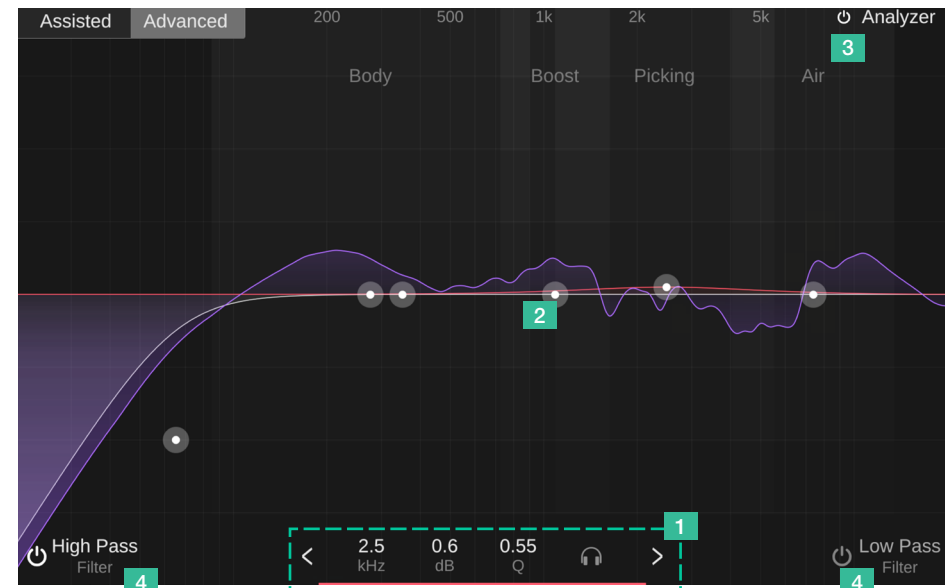 Assisted Advanced 200 500 1k 2k 5k Analyzer
3
Body Boost Picking Air
2
1
High Pass 2.5 0.6 0.55 Low Pass
Filter kHz dB Q Filter
4 4